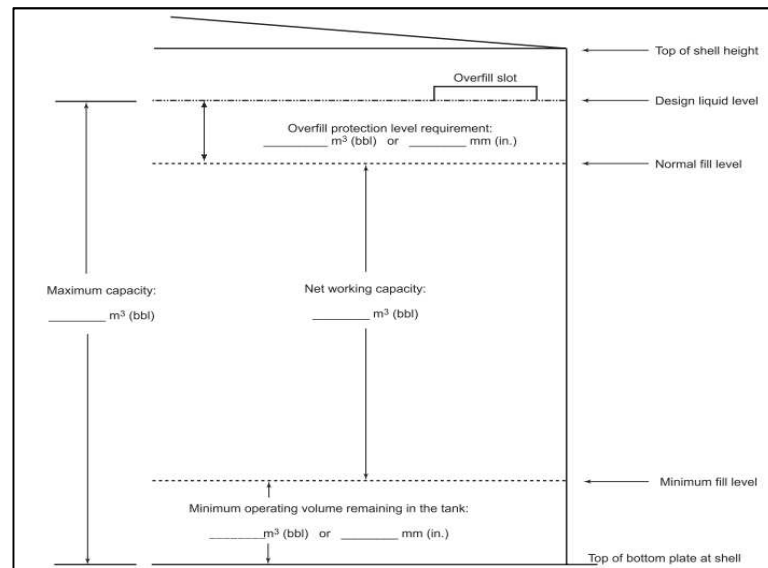 Top of shell height
Overfill slot
Design liquid level
Overfill protection level requirement:
________ m³ (bbl) or ________ mm (in.)
Normal fill level
Maximum capacity:
________ m³ (bbl)
Net working capacity:
________ m³ (bbl)
Minimum fill level
Minimum operating volume remaining in the tank:
________m³ (bbl) or ________ mm (in.)
Top of bottom plate at shell